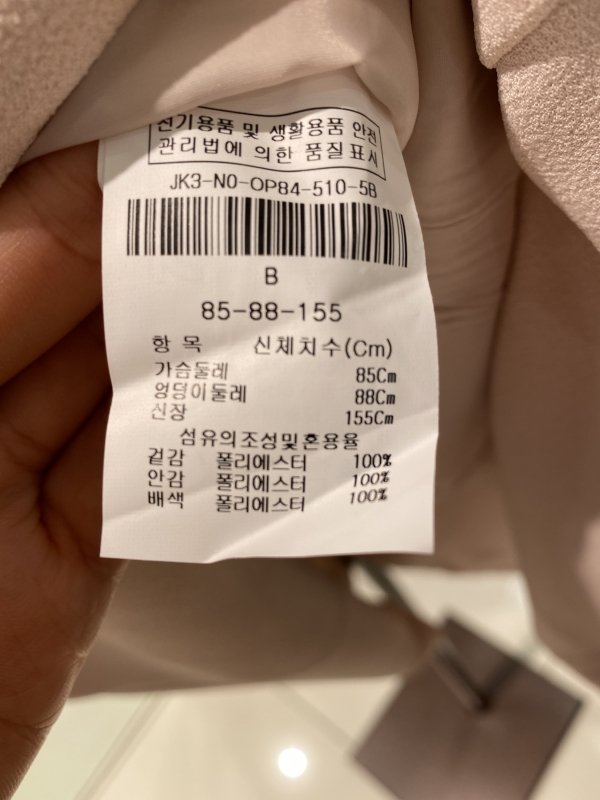 전기용품 및 생활용품 안전
관리법에 의한 품질표시
JK3-N0-OP84-510-5B
B
85-88-155
항 목 신체치수(Cm)
가슴둘레 85Cm
엉덩이둘레 88Cm
신장 155Cm
섬유의조성및혼용율
겉감 폴리에스터 100%
안감 폴리에스터 100%
배색 폴리에스터 100%